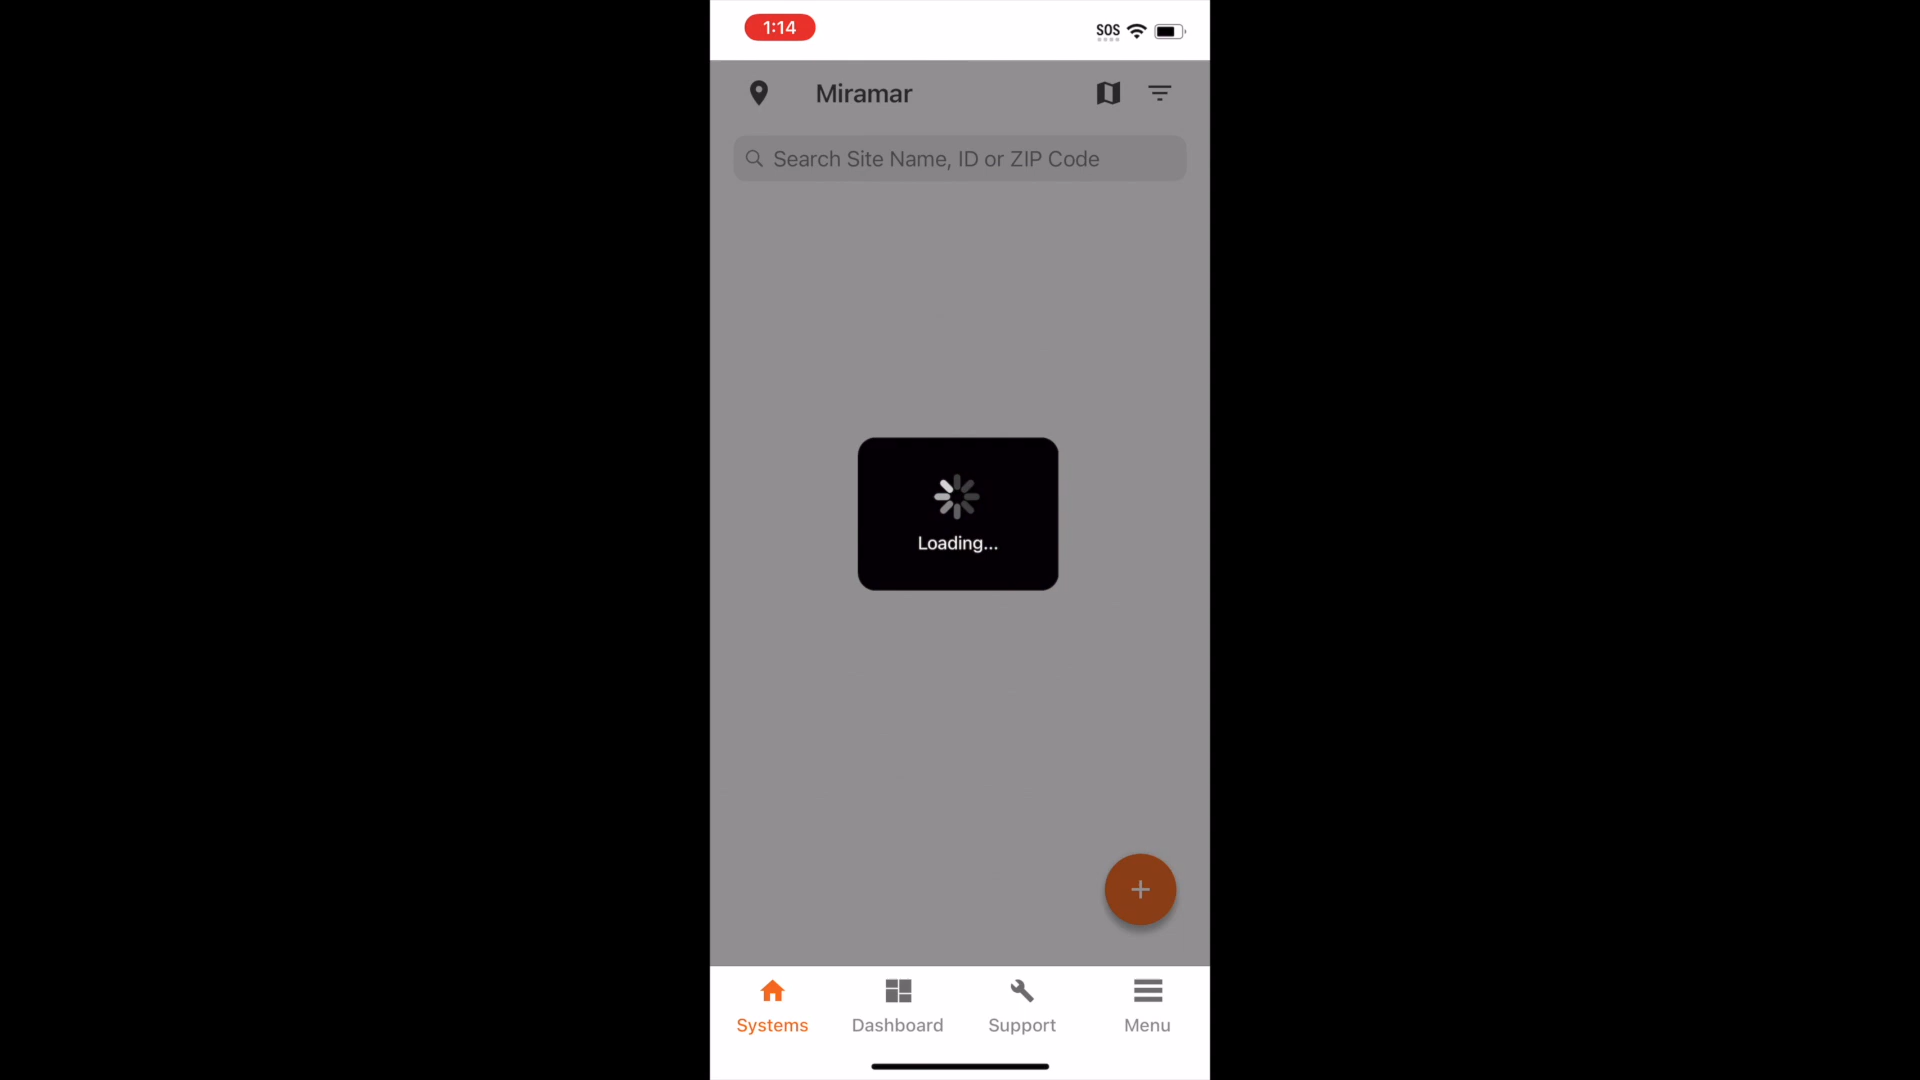 1:14
SOS
Miramar
Search Site Name, ID or ZIP Code
Loading...
Systems
Dashboard
Support
Menu